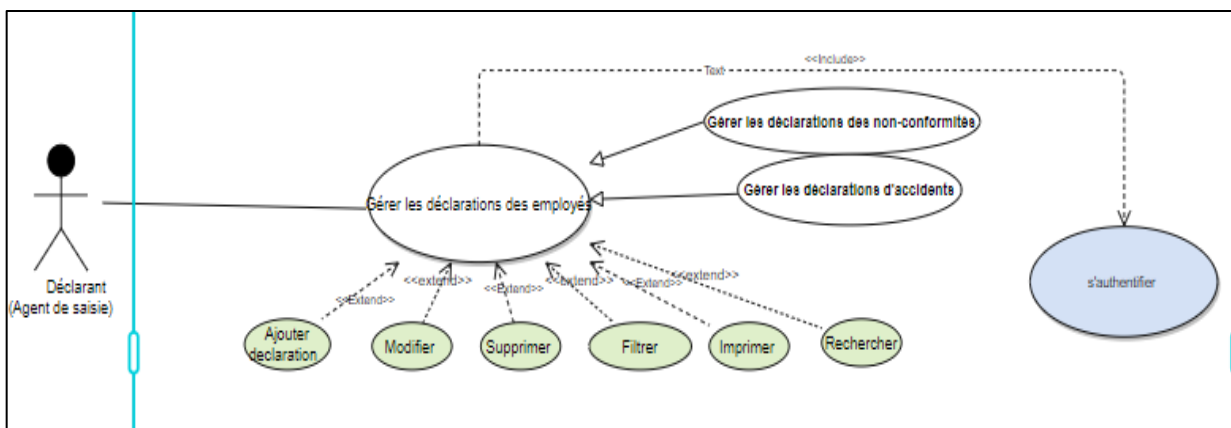 <<Include>>
Text
Gérer les déclarations des non-conformités
Gérer les déclarations d'accidents
Gérer les déclarations des employés
s'authentifier
Déclarant
(Agent de saisie)
<<Extend>>
<<extend>>
<<Extend>>
<<extend>>
<<Extend>>
<<extend>>
Ajouter
declaration
Modifier
Supprimer
Filtrer
Imprimer
Rechercher